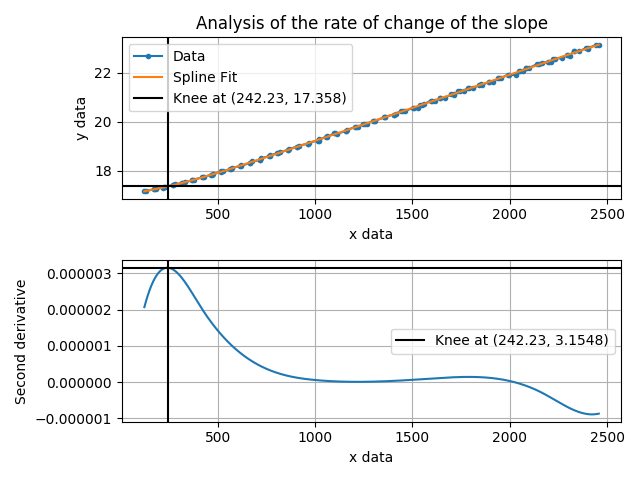 Analysis of the rate of change of the slope
Data
Spline Fit
Knee at (242.23, 17.358)
y data
22
20
18
500 1000 1500 2000 2500
x data
Second derivative
0.000003
0.000002
0.000001
0.000000
−0.000001
Knee at (242.23, 3.1548)
500 1000 1500 2000 2500
x data